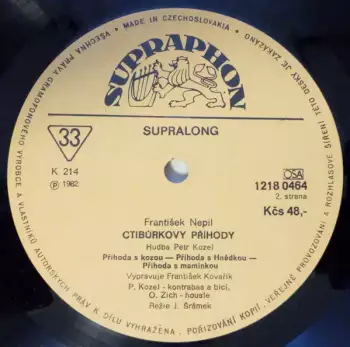 MADE IN CZECHOSLOVAKIA
VŠECHNA PRÁVA GRAMOFONOVÉHO VÝROBCE A VLASTNÍKŮ AUTORSKÝCH PRÁV K DÍLU VYHRAŽENA. POŘIZOVÁNÍ KOPIÍ, VEŘEJNÉ PROVOZOVÁNÍ A ROZHLASOVÉ ŠÍŘENÍ TÉTO DESKY JE ZAKÁZÁNO
SUPRAPHON
SUPRALONG
33
K 214
Ⓟ 1982
OSA
1218 0464
2. strana
Kčs 48,-
František Nepil
CTIBŮRKOVY PŘÍHODY
Hudba Petr Kozel
Příhoda s kozou — Příhoda s Hnědkou —
Příhoda s maminkou
Vypravuje František Kovařík
P. Kozel - kontrabas a bicí,
O. Zich - housle
Režie J. Šrámek